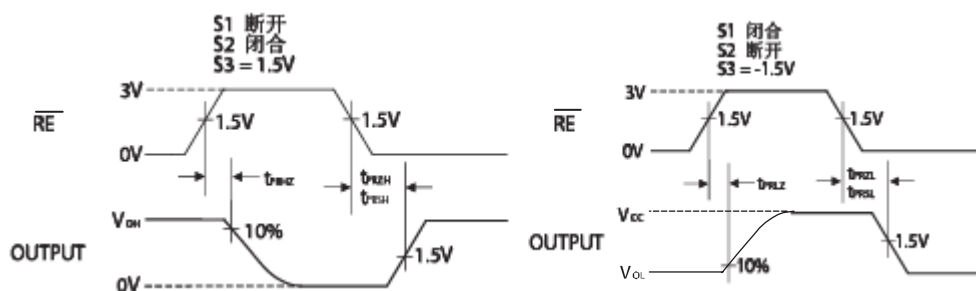 S1 断开
S2 闭合
S3 = 1.5V
3V
RE
1.5V
1.5V
0V
tPRHZ
tPRZH
tPRSH
VOH
10%
OUTPUT
1.5V
0V
S1 闭合
S2 断开
S3 = -1.5V
3V
RE
1.5V
1.5V
0V
tPRLZ
tPRZL
tPRSL
VCC
OUTPUT
1.5V
10%
VOL